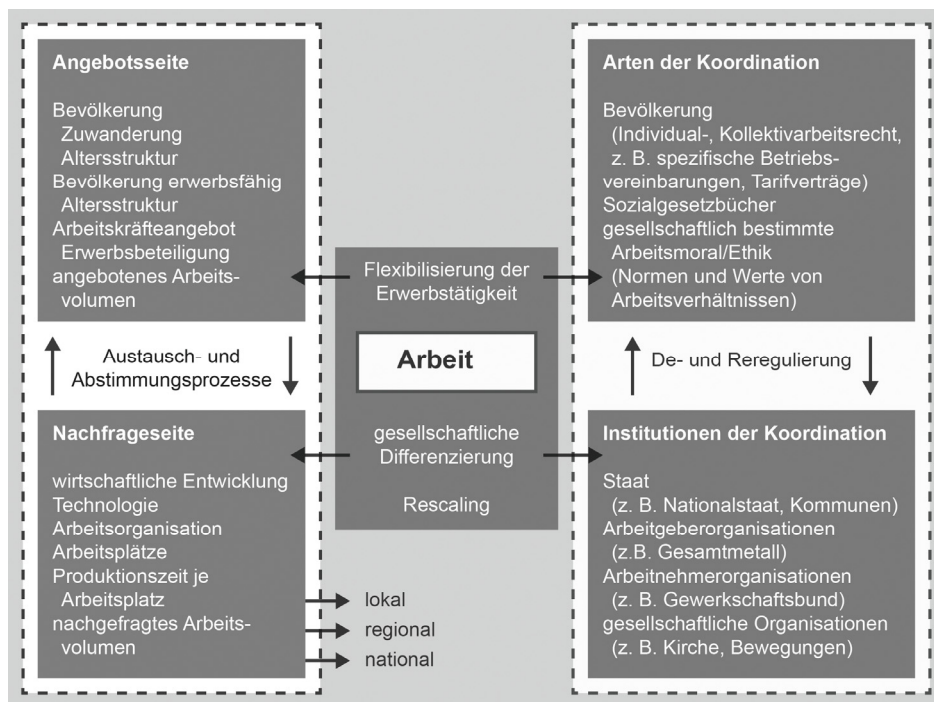 Angebotsseite
Bevölkerung
Zuwanderung
Altersstruktur
Bevölkerung erwerbsfähig
Altersstruktur
Arbeitskräfteangebot
Erwerbsbeteiligung
angebotenes Arbeits-
volumen
Austausch- und
Abstimmungsprozesse
Nachfrageseite
wirtschaftliche Entwicklung
Technologie
Arbeitsorganisation
Arbeitsplätze
Produktionszeit je
Arbeitsplatz
nachgefragtes Arbeits-
volumen
lokal
regional
national
Flexibilisierung der
Erwerbstätigkeit
Arbeit
gesellschaftliche
Differenzierung
Rescaling
Arten der Koordination
Bevölkerung
(Individual-, Kollektivarbeitsrecht,
z. B. spezifische Betriebs-
vereinbarungen, Tarifverträge)
Sozialgesetzbücher
gesellschaftlich bestimmte
Arbeitsmoral/Ethik
(Normen und Werte von
Arbeitsverhältnissen)
De- und Reregulierung
Institutionen der Koordination
Staat
(z. B. Nationalstaat, Kommunen)
Arbeitgeberorganisationen
(z.B. Gesamtmetall)
Arbeitnehmerorganisationen
(z. B. Gewerkschaftsbund)
gesellschaftliche Organisationen
(z. B. Kirche, Bewegungen)